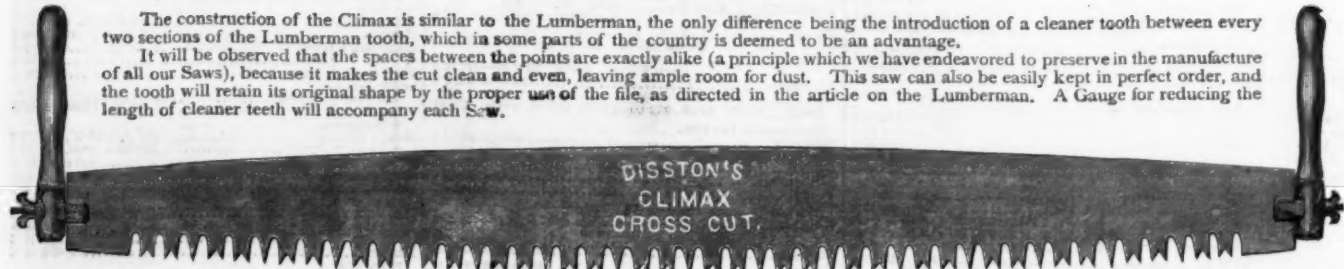 The construction of the Climax is similar to the Lumberman, the only difference being the introduction of a cleaner tooth between every
two sections of the Lumberman tooth, which in some parts of the country is deemed to be an advantage.
It will be observed that the spaces between the points are exactly alike (a principle which we have endeavored to preserve in the manufacture
of all our Saws), because it makes the cut clean and even, leaving ample room for dust. This saw can also be easily kept in perfect order, and
the tooth will retain its original shape by the proper use of the file, as directed in the article on the Lumberman. A Gauge for reducing the
length of cleaner teeth will accompany each Saw.
DISSTON'S
CLIMAX
CROSS CUT.